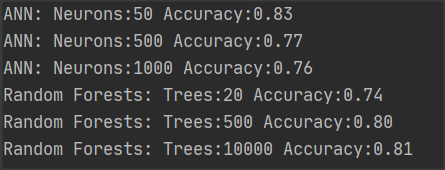 ANN: Neurons:50 Accuracy:0.83
ANN: Neurons:500 Accuracy:0.77
ANN: Neurons:1000 Accuracy:0.76
Random Forests: Trees:20 Accuracy:0.74
Random Forests: Trees:500 Accuracy:0.80
Random Forests: Trees:10000 Accuracy:0.81